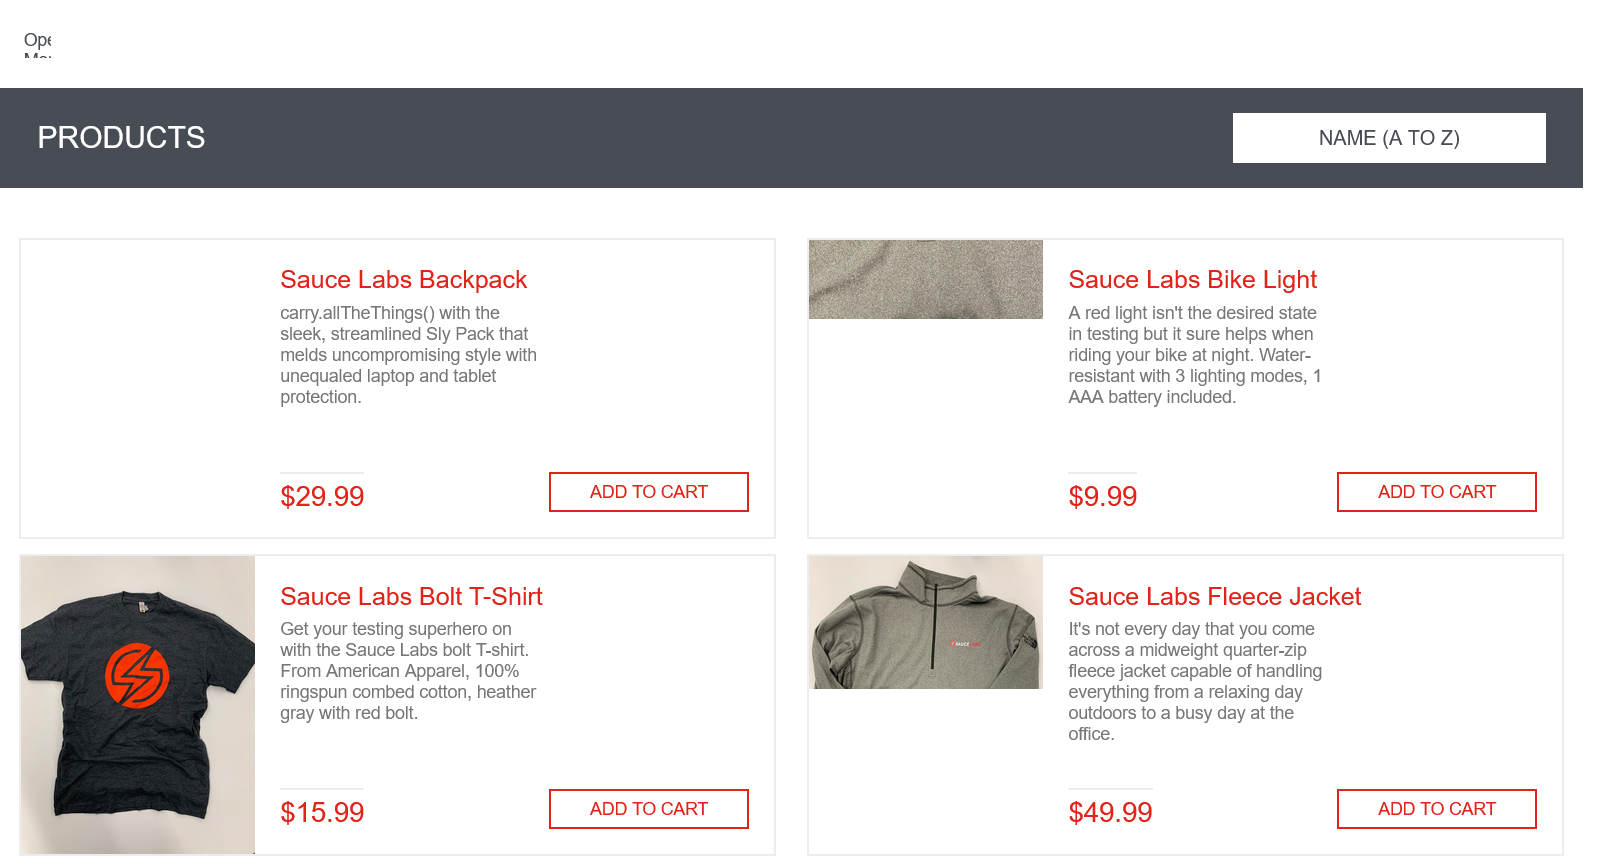 Ope
PRODUCTS
NAME (A TO Z)
Sauce Labs Backpack
carry.allTheThings() with the
sleek, streamlined Sly Pack that
melds uncompromising style with
unequaled laptop and tablet
protection.
$29.99
ADD TO CART
Sauce Labs Bike Light
A red light isn't the desired state
in testing but it sure helps when
riding your bike at night. Water-
resistant with 3 lighting modes, 1
AAA battery included.
$9.99
ADD TO CART
Sauce Labs Bolt T-Shirt
Get your testing superhero on
with the Sauce Labs bolt T-shirt.
From American Apparel, 100%
ringspun combed cotton, heather
gray with red bolt.
$15.99
ADD TO CART
SAUCE
Sauce Labs Fleece Jacket
It's not every day that you come
across a midweight quarter-zip
fleece jacket capable of handling
everything from a relaxing day
outdoors to a busy day at the
office.
$49.99
ADD TO CART